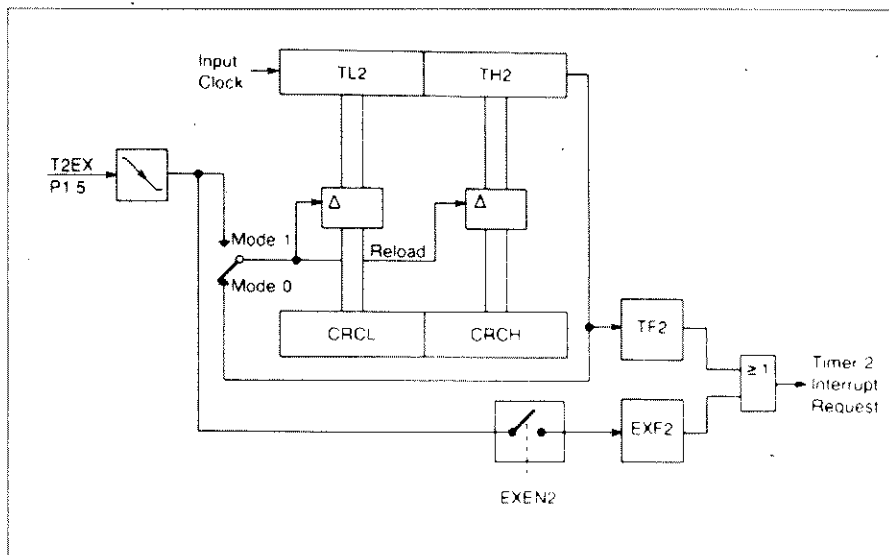 Input
Clock
TL2
TH2
T2EX
P1 5
Δ
Δ
Mode 1
Reload
Mode 0
CRCL
CRCH
TF2
≥ 1
Timer 2
Interrupt
Request
EXF2
EXEN2